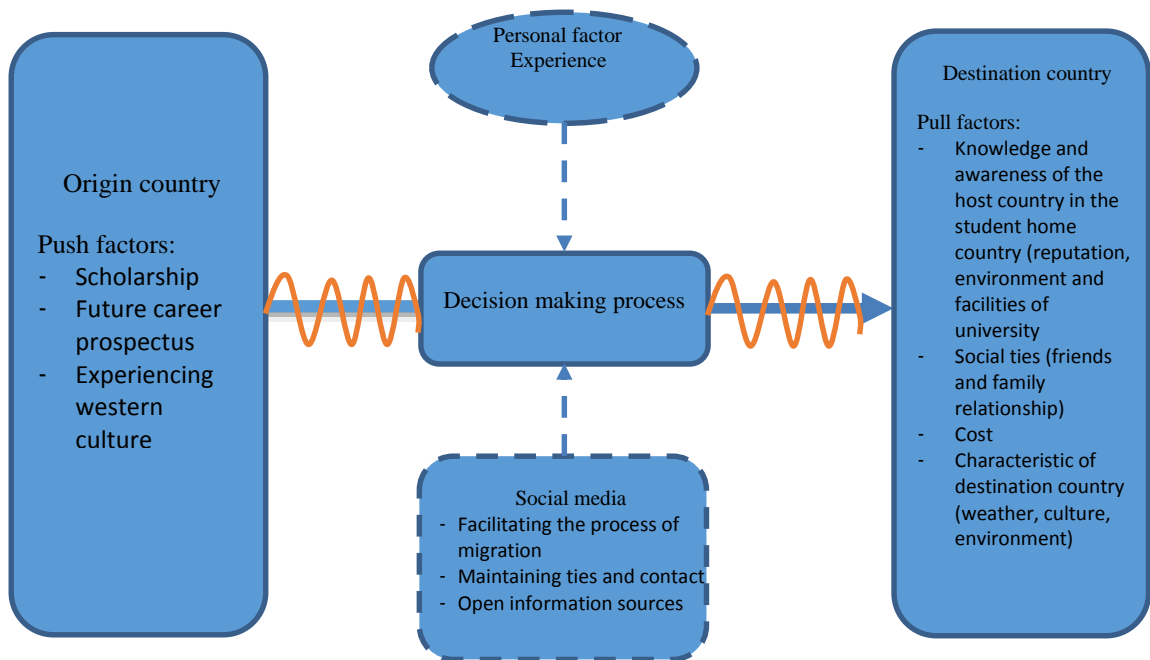 Origin country
Push factors:
- Scholarship
- Future career
prospectus
- Experiencing
western
culture
Personal factor
Experience
Decision making process
Social media
- Facilitating the process of
migration
- Maintaining ties and contact
- Open information sources
Destination country
Pull factors:
- Knowledge and
awareness of the
host country in the
student home
country (reputation,
environment and
facilities of
university
- Social ties (friends
and family
relationship)
- Cost
- Characteristic of
destination country
(weather, culture,
environment)